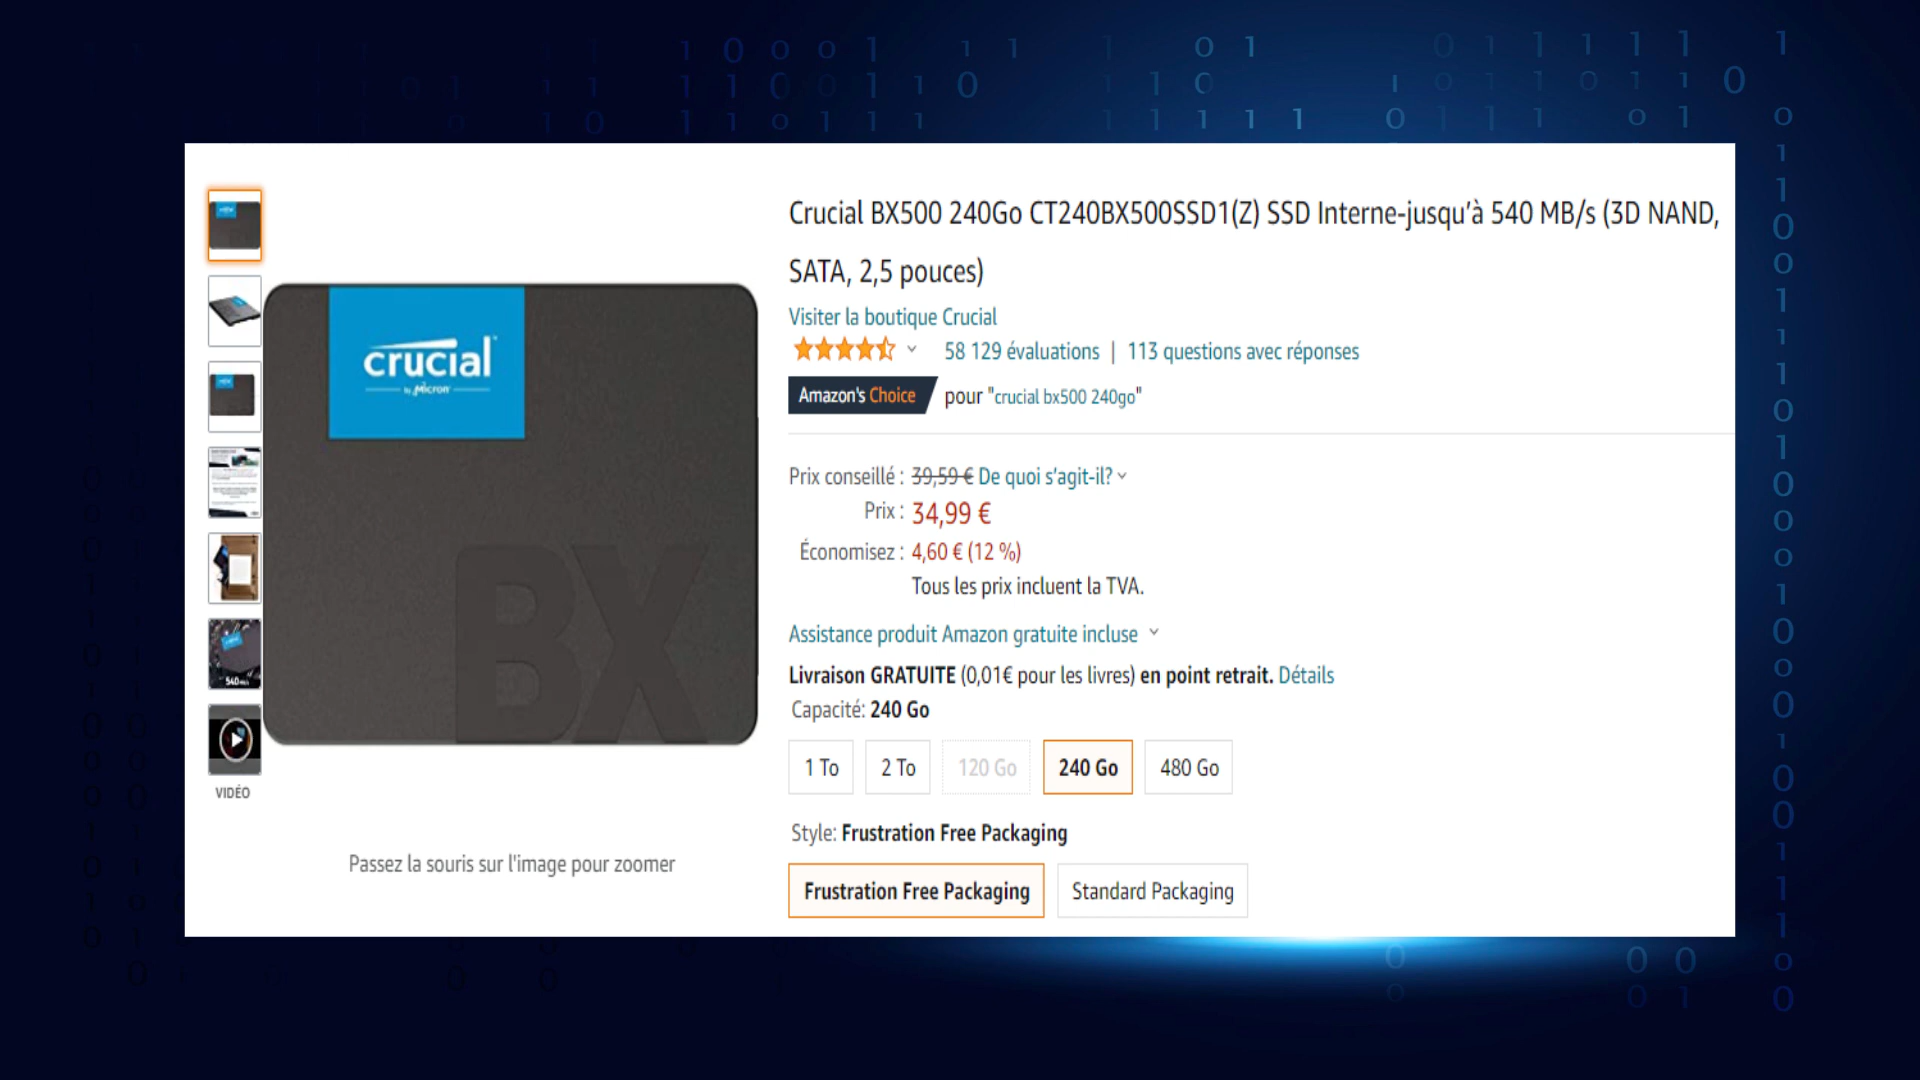 Crucial BX500 240Go CT240BX500SSD1(Z) SSD Interne-jusqu'à 540 MB/s (3D NAND,
SATA, 2,5 pouces)
Visiter la boutique Crucial
58 129 évaluations | 113 questions avec réponses
Amazon's Choice pour "crucial bx500 240go"
crucial
by Micron
BX
Prix conseillé : 39,59 € De quoi s'agit-il?
Prix : 34,99 €
Économisez : 4,60 € (12 %)
Tous les prix incluent la TVA.
Assistance produit Amazon gratuite incluse
Livraison GRATUITE (0,01€ pour les livres) en point retrait. Détails
Capacité: 240 Go
1 To 2 To 120 Go 240 Go 480 Go
VIDÉO
Style: Frustration Free Packaging
Passez la souris sur l'image pour zoomer
Frustration Free Packaging Standard Packaging